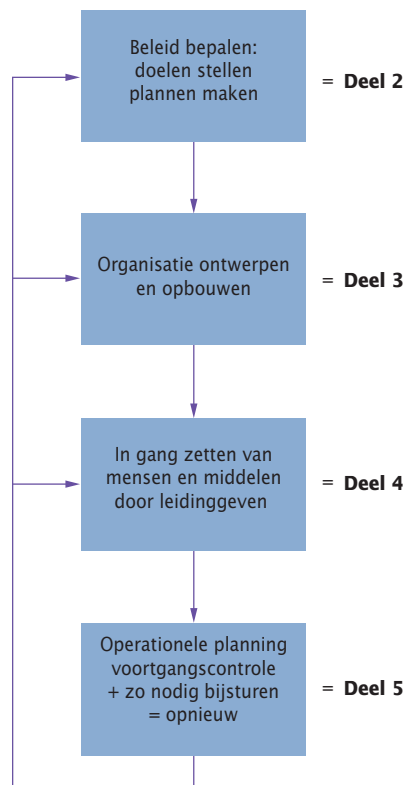 Beleid bepalen:
doelen stellen
plannen maken
= Deel 2
Organisatie ontwerpen
en opbouwen
= Deel 3
In gang zetten van
mensen en middelen
door leidinggeven
= Deel 4
Operationele planning
voortgangscontrole
+ zo nodig bijsturen
= opnieuw
= Deel 5